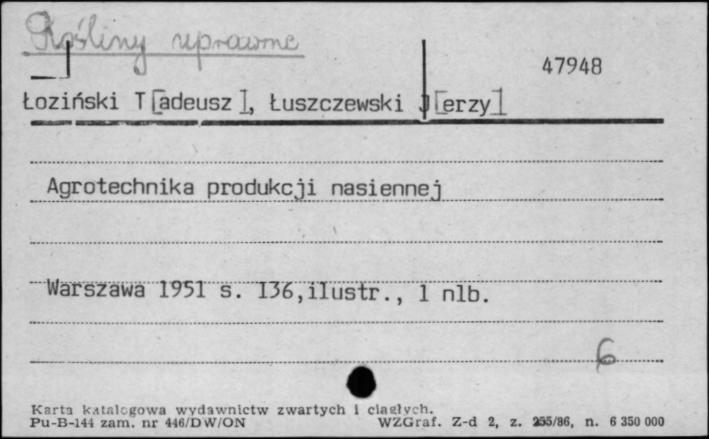 Rośliny uprawne
47948
Łoziński T[adeusz], Łuszczewski J[erzy]
Agrotechnika produkcji nasiennej
Warszawa 1951 s. 136,ilustr., 1 nlb.
6
Karta katalogowa wydawnictw zwartych i ciągłych.
Pu-B-144 zam. nr 446/DW/ON WZGraf. Z-d 2, z. 255/86, n. 6 350 000